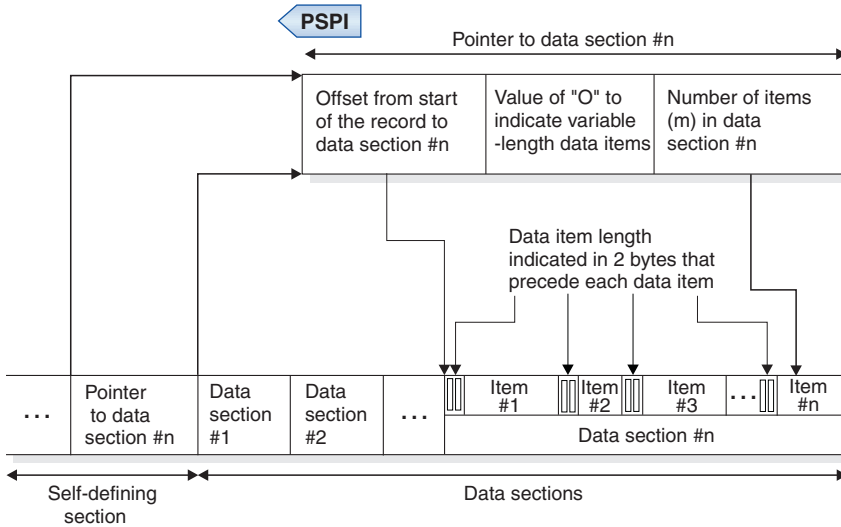 PSPI
Pointer to data section #n
Offset from start
of the record to
data section #n
Value of "O" to
indicate variable
-length data items
Number of items
(m) in data
section #n
Data item length
indicated in 2 bytes that
precede each data item
...
Pointer
to data
section #n
Data
section
#1
Data
section
#2
...
Item
#1
Item
#2
Item
#3
...
Item
#n
Data section #n
Self-defining
section
Data sections